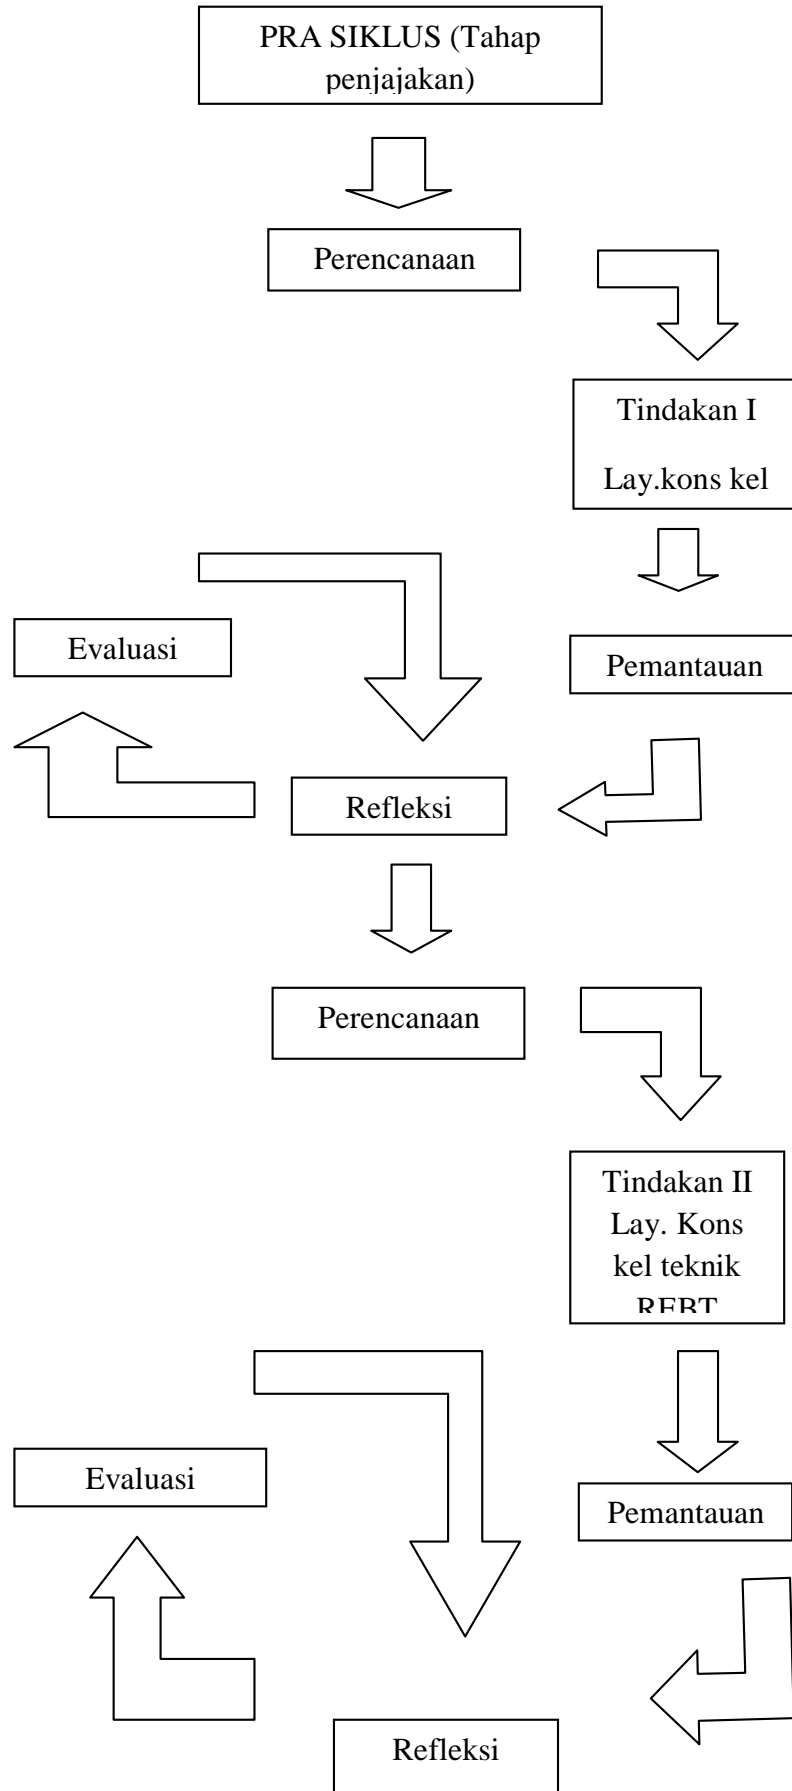 PRA SIKLUS (Tahap
penjajakan)
Perencanaan
Tindakan I
Lay.kons kel
Evaluasi
Pemantauan
Refleksi
Perencanaan
Tindakan II
Lay. Kons
kel teknik
REBT
Evaluasi
Pemantauan
Refleksi